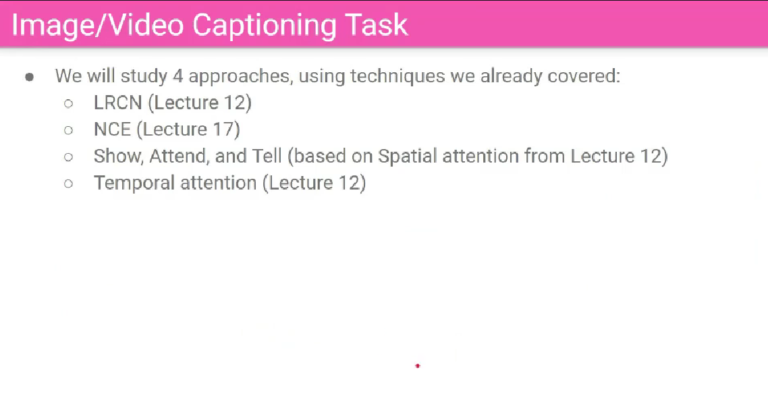 Image/Video Captioning Task
● We will study 4 approaches, using techniques we already covered:
○ LRCN (Lecture 12)
○ NCE (Lecture 17)
○ Show, Attend, and Tell (based on Spatial attention from Lecture 12)
○ Temporal attention (Lecture 12)